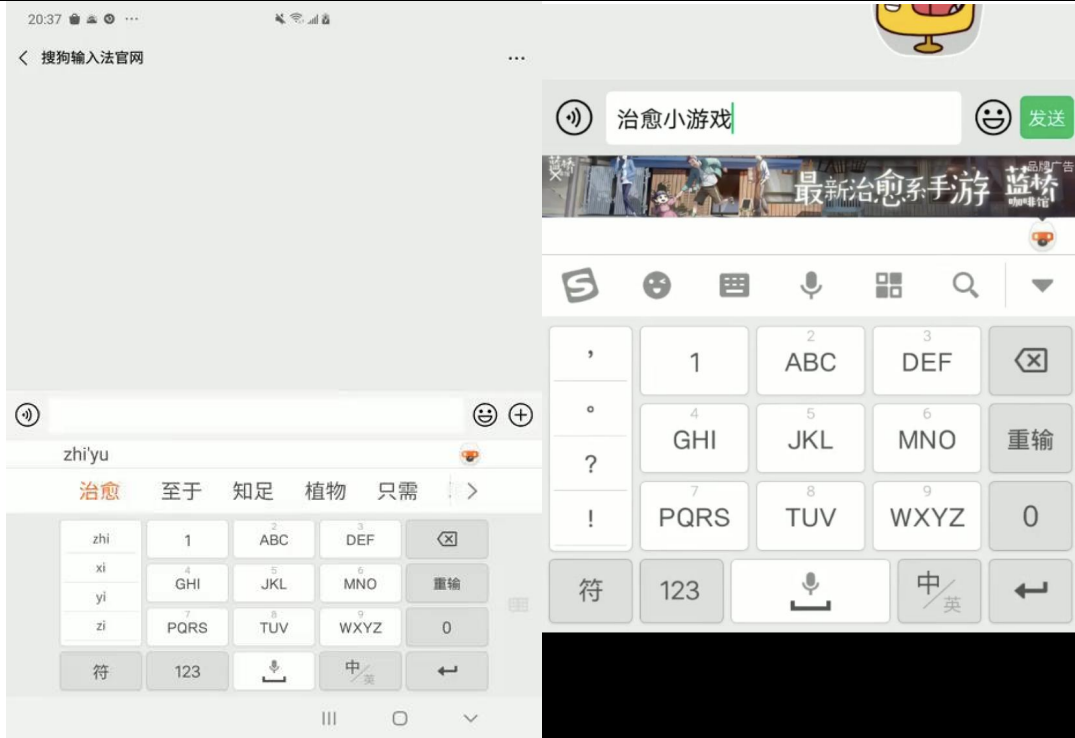 20:37
搜狗输入法官网
zhi'yu
治愈 至于 知足 植物 只需
zhi
xi
yi
zi
1
2
ABC
3
DEF
4
GHI
5
JKL
6
MNO
重输
7
PQRS
8
TUV
9
WXYZ
0
符
123
中/英
治愈小游戏
发送
品牌广告
最新治愈系手游
蓝桥
咖啡馆
S
,
。
?
!
1
2
ABC
3
DEF
4
GHI
5
JKL
6
MNO
重输
7
PQRS
8
TUV
9
WXYZ
0
符
123
中/英